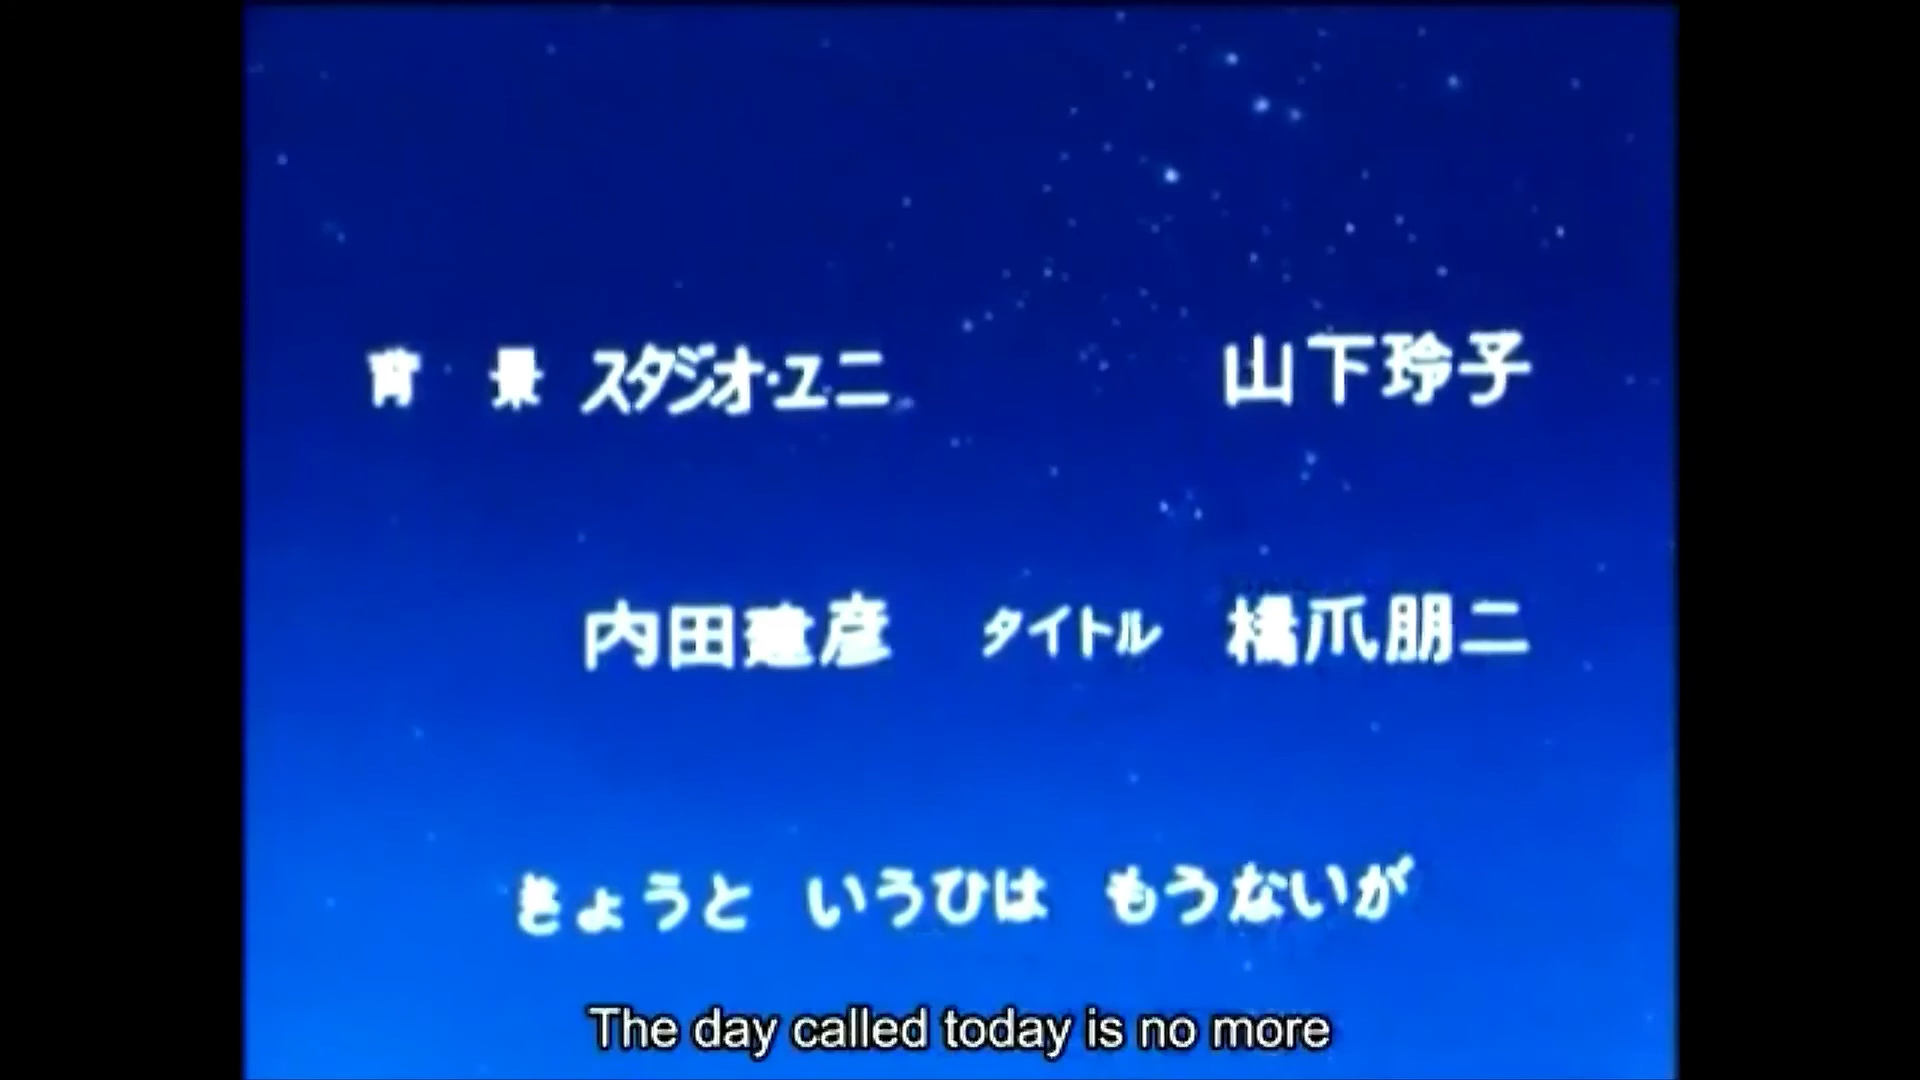 背景 スタジオ・ユニ 山下玲子
内田建彦 タイトル 橋爪朋二
きょうと いうひは もうないが
The day called today is no more